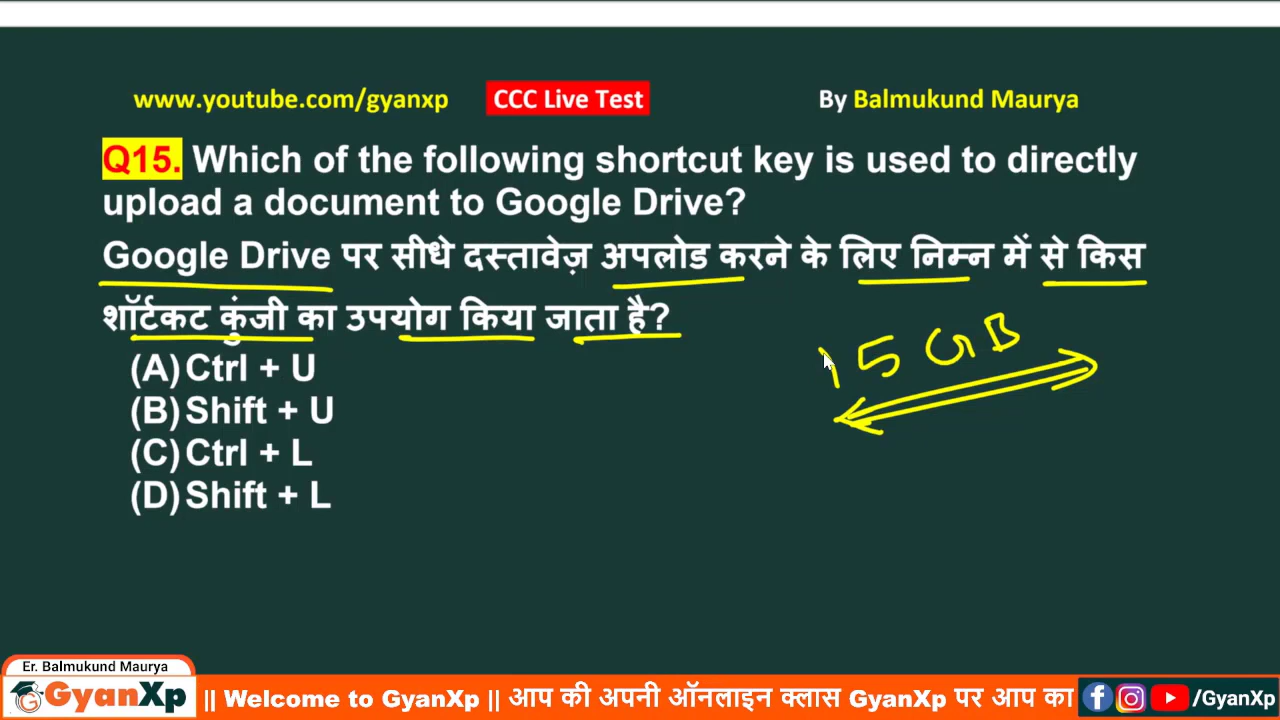 www.youtube.com/gyanxp CCC Live Test By Balmukund Maurya
Q15. Which of the following shortcut key is used to directly
upload a document to Google Drive?
Google Drive पर सीधे दस्तावेज़ अपलोड करने के लिए निम्न में से किस
शॉर्टकट कुंजी का उपयोग किया जाता है?
15 GB
(A) Ctrl + U
(B) Shift + U
(C) Ctrl + L
(D) Shift + L
Er. Balmukund Maurya
GyanXp || Welcome to GyanXp || आप की अपनी ऑनलाइन क्लास GyanXp पर आप का /GyanXp